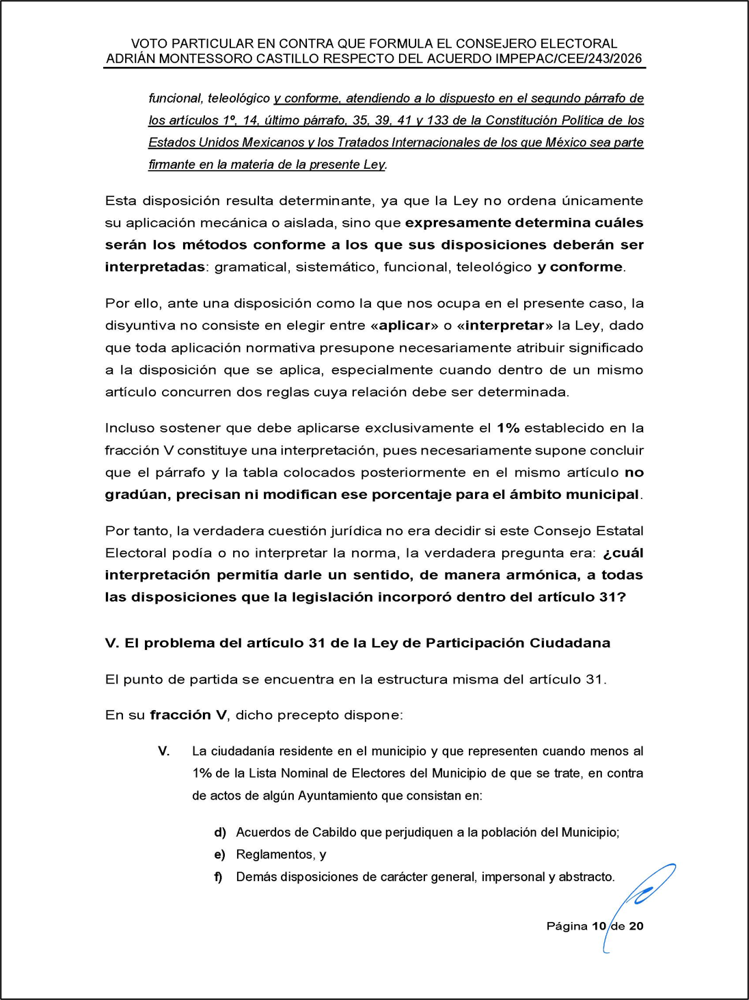 VOTO PARTICULAR EN CONTRA QUE FORMULA EL CONSEJERO ELECTORAL
ADRIÁN MONTESSORO CASTILLO RESPECTO DEL ACUERDO IMPEPAC/CEE/243/2026
funcional, teleológico y conforme, atendiendo a lo dispuesto en el segundo párrafo de
los artículos 1º, 14, último párrafo, 35, 39, 41 y 133 de la Constitución Política de los
Estados Unidos Mexicanos y los Tratados Internacionales de los que México sea parte
firmante en la materia de la presente Ley.
Esta disposición resulta determinante, ya que la Ley no ordena únicamente
su aplicación mecánica o aislada, sino que expresamente determina cuáles
serán los métodos conforme a los que sus disposiciones deberán ser
interpretadas: gramatical, sistemático, funcional, teleológico y conforme.
Por ello, ante una disposición como la que nos ocupa en el presente caso, la
disyuntiva no consiste en elegir entre «aplicar» o «interpretar» la Ley, dado
que toda aplicación normativa presupone necesariamente atribuir significado
a la disposición que se aplica, especialmente cuando dentro de un mismo
artículo concurren dos reglas cuya relación debe ser determinada.
Incluso sostener que debe aplicarse exclusivamente el 1% establecido en la
fracción V constituye una interpretación, pues necesariamente supone concluir
que el párrafo y la tabla colocados posteriormente en el mismo artículo no
gradúan, precisan ni modifican ese porcentaje para el ámbito municipal.
Por tanto, la verdadera cuestión jurídica no era decidir si este Consejo Estatal
Electoral podía o no interpretar la norma, la verdadera pregunta era: ¿cuál
interpretación permitía darle un sentido, de manera armónica, a todas
las disposiciones que la legislación incorporó dentro del artículo 31?
V. El problema del artículo 31 de la Ley de Participación Ciudadana
El punto de partida se encuentra en la estructura misma del artículo 31.
En su fracción V, dicho precepto dispone:
V. La ciudadanía residente en el municipio y que representen cuando menos al
1% de la Lista Nominal de Electores del Municipio de que se trate, en contra
de actos de algún Ayuntamiento que consistan en:
d) Acuerdos de Cabildo que perjudiquen a la población del Municipio;
e) Reglamentos, y
f) Demás disposiciones de carácter general, impersonal y abstracto.
Página 10 de 20